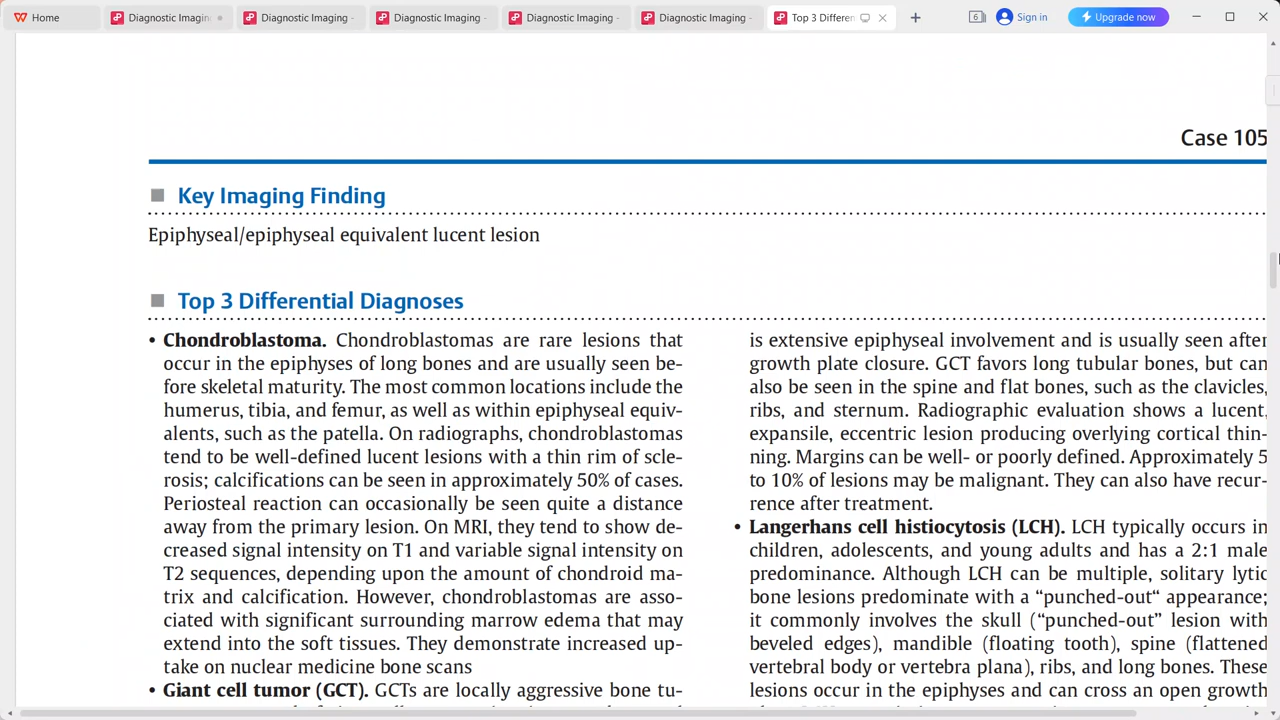 Home
Diagnostic Imaging
Diagnostic Imaging -
Diagnostic Imaging -
Diagnostic Imaging -
Diagnostic Imaging -
Top 3 Differen
6
Sign in
Upgrade now
Case 105
Key Imaging Finding
Epiphyseal/epiphyseal equivalent lucent lesion
Top 3 Differential Diagnoses
• Chondroblastoma. Chondroblastomas are rare lesions that
occur in the epiphyses of long bones and are usually seen be-
fore skeletal maturity. The most common locations include the
humerus, tibia, and femur, as well as within epiphyseal equiv-
alents, such as the patella. On radiographs, chondroblastomas
tend to be well-defined lucent lesions with a thin rim of scle-
rosis; calcifications can be seen in approximately 50% of cases.
Periosteal reaction can occasionally be seen quite a distance
away from the primary lesion. On MRI, they tend to show de-
creased signal intensity on T1 and variable signal intensity on
T2 sequences, depending upon the amount of chondroid ma-
trix and calcification. However, chondroblastomas are asso-
ciated with significant surrounding marrow edema that may
extend into the soft tissues. They demonstrate increased up-
take on nuclear medicine bone scans
• Giant cell tumor (GCT). GCTs are locally aggressive bone tu-
is extensive epiphyseal involvement and is usually seen after
growth plate closure. GCT favors long tubular bones, but can
also be seen in the spine and flat bones, such as the clavicles,
ribs, and sternum. Radiographic evaluation shows a lucent,
expansile, eccentric lesion producing overlying cortical thin-
ning. Margins can be well- or poorly defined. Approximately 5
to 10% of lesions may be malignant. They can also have recur-
rence after treatment.
• Langerhans cell histiocytosis (LCH). LCH typically occurs in
children, adolescents, and young adults and has a 2:1 male
predominance. Although LCH can be multiple, solitary lytic
bone lesions predominate with a “punched-out“ appearance;
it commonly involves the skull (“punched-out” lesion with
beveled edges), mandible (floating tooth), spine (flattened
vertebral body or vertebra plana), ribs, and long bones. These
lesions occur in the epiphyses and can cross an open growth